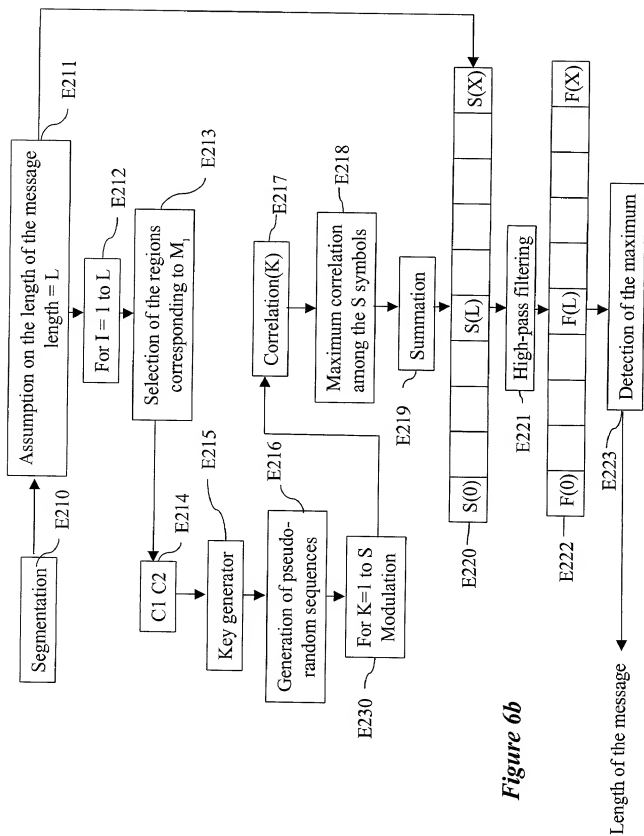 Segmentation
E210
Assumption on the length of the message
length = L
E211
For I = 1 to L
E212
Selection of the regions
corresponding to M₁
E213
C1 C2
E214
Key generator
E215
Generation of pseudo-
random sequences
E216
For K=1 to S
Modulation
E230
Correlation(K)
E217
Maximum correlation
among the S symbols
E218
Summation
E219
S(0)
S(L)
S(X)
E220
High-pass filtering
E221
F(0)
F(L)
F(X)
E222
Detection of the maximum
E223
Length of the message
Figure 6b